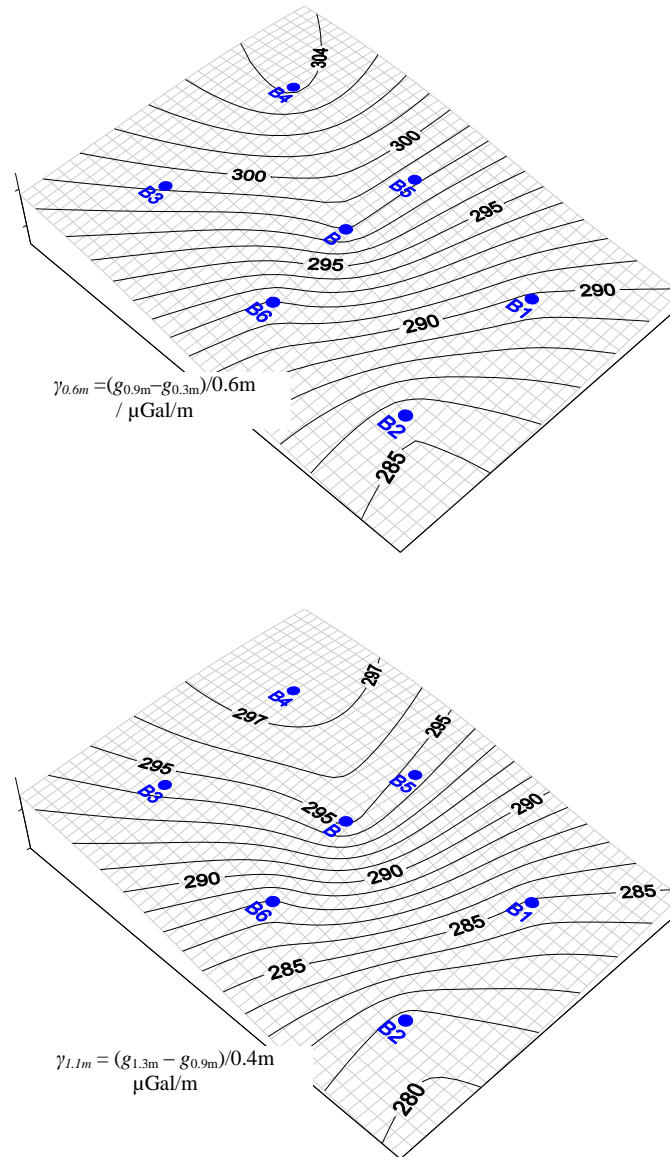 304
B4
300
300
B3
B5
295
B
295
290
B6
B1
290
γ0.6m =(g0.9m–g0.3m)/0.6m
/ μGal/m
B2
285
297
B4
297
295
295
B3
B5
295
B
290
290
290
285
B6
B1
285
285
B2
γ1.1m = (g1.3m – g0.9m)/0.4m
μGal/m
280